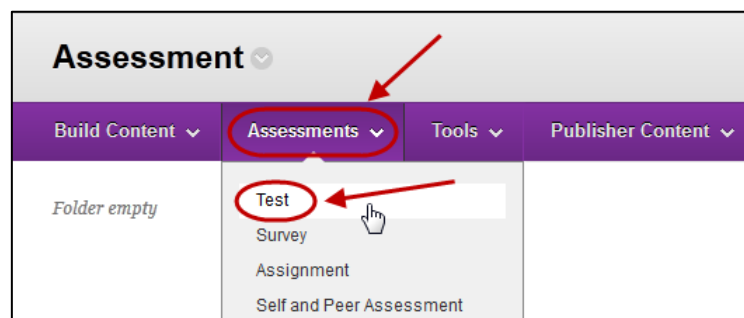 Assessment
Build Content Assessments Tools Publisher Content
Folder empty
Test
Survey
Assignment
Self and Peer Assessment